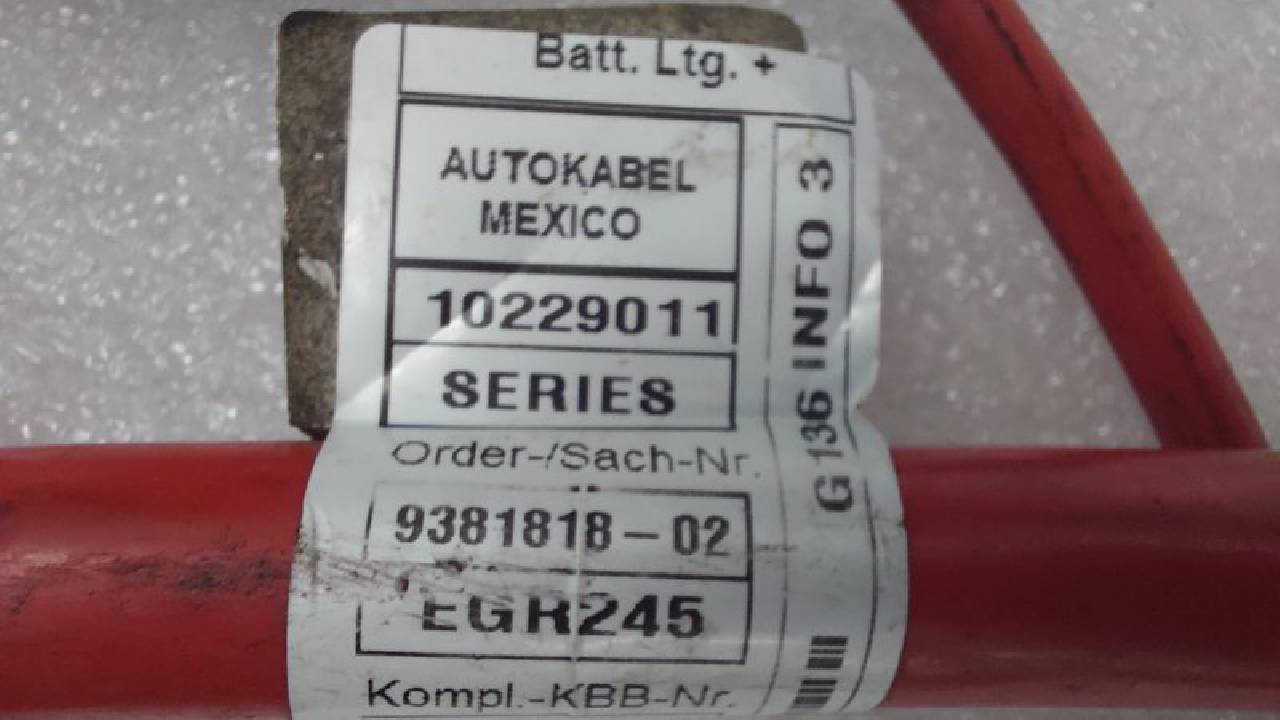 Batt. Ltg. +
AUTOKABEL
MEXICO
10229011
SERIES
Order-/Sach-Nr.
9381818-02
EGR245
Kompl.-KBB-Nr.
G 136 INFO 3